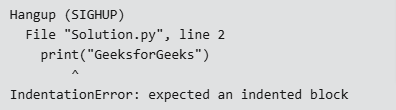 Hangup (SIGHUP)
File "Solution.py", line 2
print("GeeksforGeeks")
^
IndentationError: expected an indented block